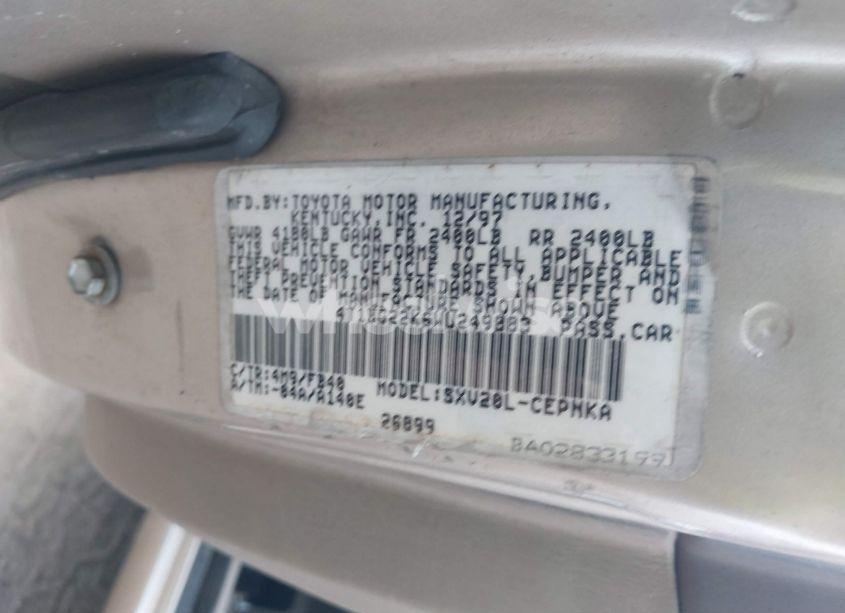 MFD.BY:TOYOTA MOTOR MANUFACTURING,
KENTUCKY,INC. 12/97
GVWR 4180LB GAWR FR 2400LB RR 2400LB
THIS VEHICLE CONFORMS TO ALL APPLICABLE
FEDERAL MOTOR VEHICLE SAFETY, BUMPER AND
THEFT PREVENTION STANDARDS IN EFFECT ON
THE DATE OF MANUFACTURE SHOWN ABOVE
PASS.CAR
C/TR:4M9/FB40
A/TM:-04A/A140E
MODEL:SXV20L-CEPNKA
26899
BA02833199